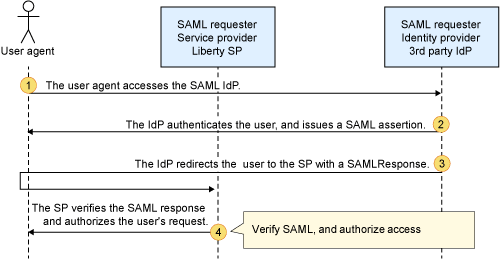 User agent
SAML requester
Service provider
Liberty SP
SAML requester
Identity provider
3rd party IdP
1
The user agent accesses the SAML IdP.
The IdP authenticates the user, and issues a SAML assertion.
2
The IdP redirects the  user to the SP with a SAMLResponse.
3
The SP verifies the SAML response
and authorizes the user's request.
4
Verify SAML, and authorize access